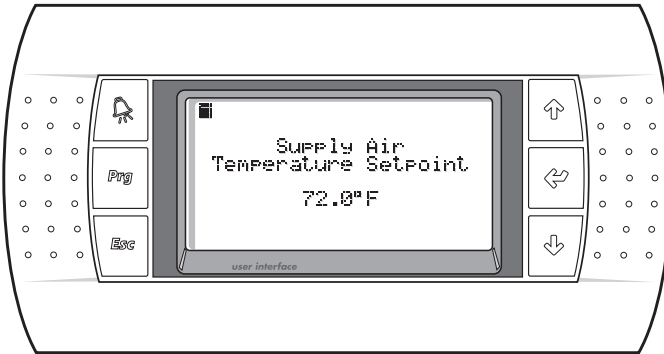 Supply Air
Temperature Setpoint
72.0°F
Prg
Esc
user interface